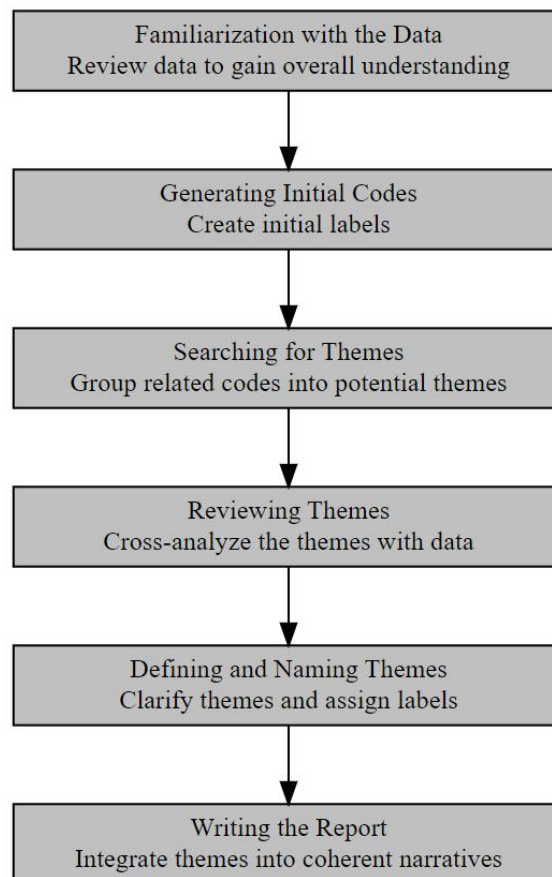 Familiarization with the Data
Review data to gain overall understanding
Generating Initial Codes
Create initial labels
Searching for Themes
Group related codes into potential themes
Reviewing Themes
Cross-analyze the themes with data
Defining and Naming Themes
Clarify themes and assign labels
Writing the Report
Integrate themes into coherent narratives